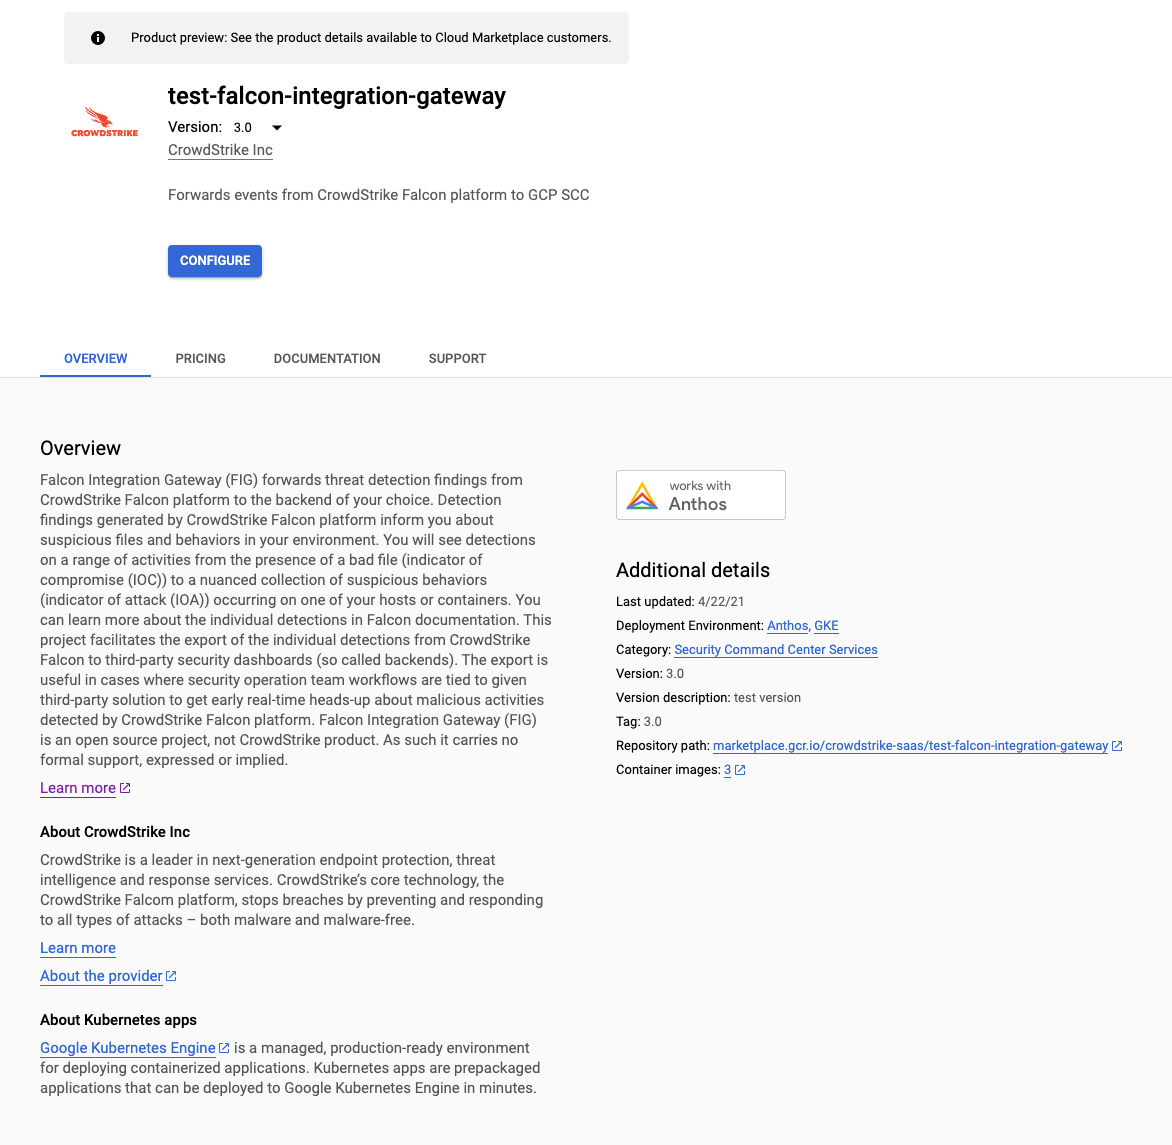 Product preview: See the product details available to Cloud Marketplace customers.
CROWDSTRIKE
test-falcon-integration-gateway
Version: 3.0
CrowdStrike Inc
Forwards events from CrowdStrike Falcon platform to GCP SCC
CONFIGURE
OVERVIEW PRICING DOCUMENTATION SUPPORT
Overview
Falcon Integration Gateway (FIG) forwards threat detection findings from
CrowdStrike Falcon platform to the backend of your choice. Detection
findings generated by CrowdStrike Falcon platform inform you about
suspicious files and behaviors in your environment. You will see detections
on a range of activities from the presence of a bad file (indicator of
compromise (IOC)) to a nuanced collection of suspicious behaviors
(indicator of attack (IOA)) occurring on one of your hosts or containers. You
can learn more about the individual detections in Falcon documentation. This
project facilitates the export of the individual detections from CrowdStrike
Falcon to third-party security dashboards (so called backends). The export is
useful in cases where security operation team workflows are tied to given
third-party solution to get early real-time heads-up about malicious activities
detected by CrowdStrike Falcon platform. Falcon Integration Gateway (FIG)
is an open source project, not CrowdStrike product. As such it carries no
formal support, expressed or implied.
Learn more
About CrowdStrike Inc
CrowdStrike is a leader in next-generation endpoint protection, threat
intelligence and response services. CrowdStrike’s core technology, the
CrowdStrike Falcom platform, stops breaches by preventing and responding
to all types of attacks – both malware and malware-free.
Learn more
About the provider
About Kubernetes apps
Google Kubernetes Engine is a managed, production-ready environment
for deploying containerized applications. Kubernetes apps are prepackaged
applications that can be deployed to Google Kubernetes Engine in minutes.
works with
Anthos
Additional details
Last updated: 4/22/21
Deployment Environment: Anthos, GKE
Category: Security Command Center Services
Version: 3.0
Version description: test version
Tag: 3.0
Repository path: marketplace.gcr.io/crowdstrike-saas/test-falcon-integration-gateway
Container images: 3